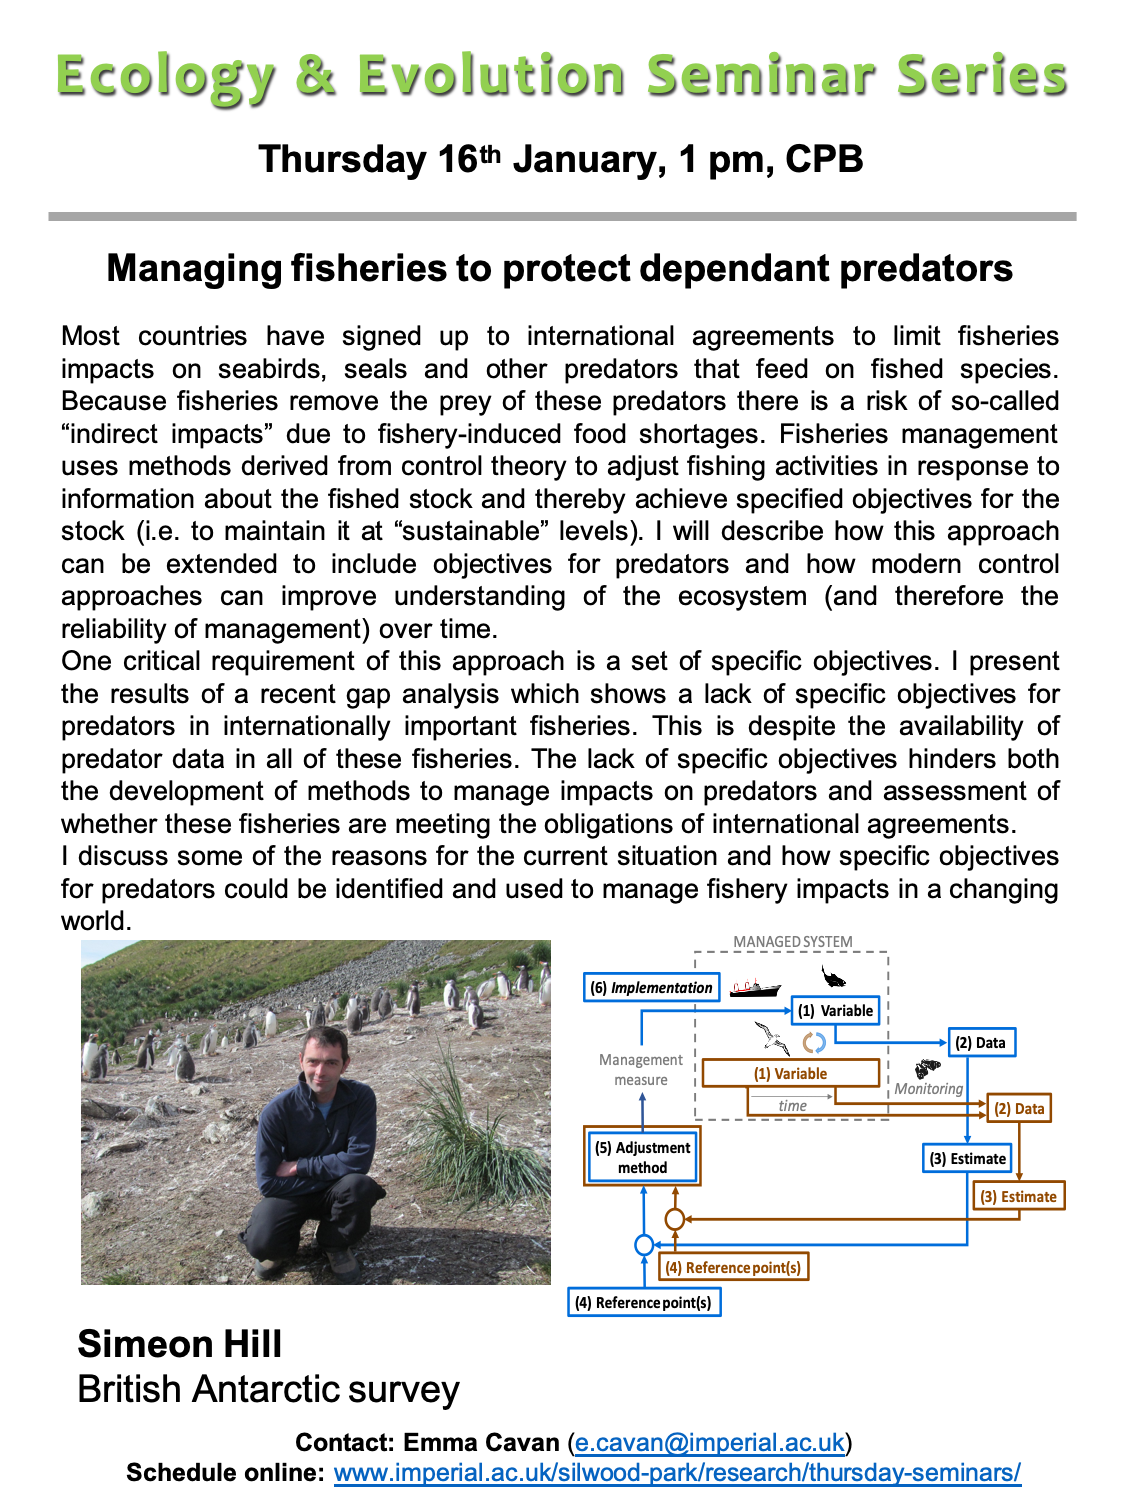 Ecology & Evolution Seminar Series
Thursday 16th January, 1 pm, CPB
Managing fisheries to protect dependant predators
Most countries have signed up to international agreements to limit fisheries
impacts on seabirds, seals and other predators that feed on fished species.
Because fisheries remove the prey of these predators there is a risk of so-called
“indirect impacts” due to fishery-induced food shortages. Fisheries management
uses methods derived from control theory to adjust fishing activities in response to
information about the fished stock and thereby achieve specified objectives for the
stock (i.e. to maintain it at “sustainable” levels). I will describe how this approach
can be extended to include objectives for predators and how modern control
approaches can improve understanding of the ecosystem (and therefore the
reliability of management) over time.
One critical requirement of this approach is a set of specific objectives. I present
the results of a recent gap analysis which shows a lack of specific objectives for
predators in internationally important fisheries. This is despite the availability of
predator data in all of these fisheries. The lack of specific objectives hinders both
the development of methods to manage impacts on predators and assessment of
whether these fisheries are meeting the obligations of international agreements.
I discuss some of the reasons for the current situation and how specific objectives
for predators could be identified and used to manage fishery impacts in a changing
world.
MANAGED SYSTEM
(6) Implementation
(1) Variable
(2) Data
Management
measure
(1) Variable
Monitoring
time
(2) Data
(5) Adjustment
method
(3) Estimate
(3) Estimate
(4) Reference point(s)
(4) Reference point(s)
Simeon Hill
British Antarctic survey
Contact: Emma Cavan (e.cavan@imperial.ac.uk)
Schedule online: www.imperial.ac.uk/silwood-park/research/thursday-seminars/